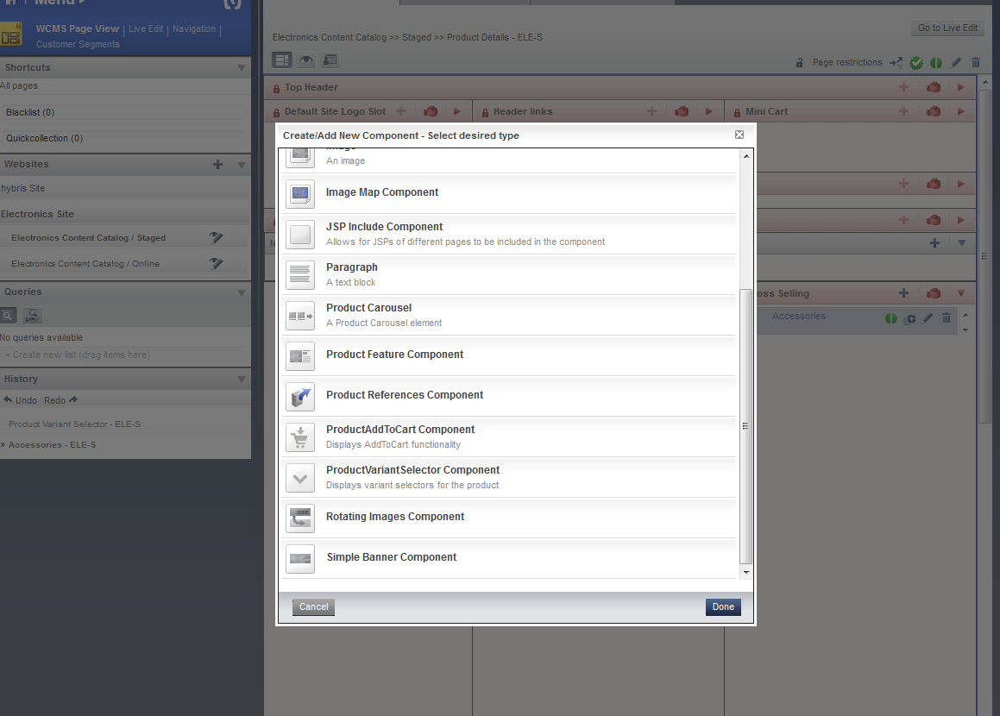 Menu
WCMS Page View
Live Edit
Navigation
Customer Segments
Shortcuts
All pages
Blacklist (0)
Quickcollection (0)
Websites
hybris Site
Electronics Site
Electronics Content Catalog / Staged
Electronics Content Catalog / Online
Queries
No queries available
+ Create new list (drag items here)
History
Undo
Redo
Product Variant Selector - ELE-S
» Accessories - ELE-S
Electronics Content Catalog >> Staged >> Product Details - ELE-S
Go to Live Edit
Page restrictions
Top Header
Default Site Logo Slot
Header links
Mini Cart
oss Selling
Accessories
Create/Add New Component - Select desired type
Image
An image
Image Map Component
JSP Include Component
Allows for JSPs of different pages to be included in the component
Paragraph
A text block
Product Carousel
A Product Carousel element
Product Feature Component
Product References Component
ProductAddToCart Component
Displays AddToCart functionality
ProductVariantSelector Component
Displays variant selectors for the product
Rotating Images Component
Simple Banner Component
Cancel
Done